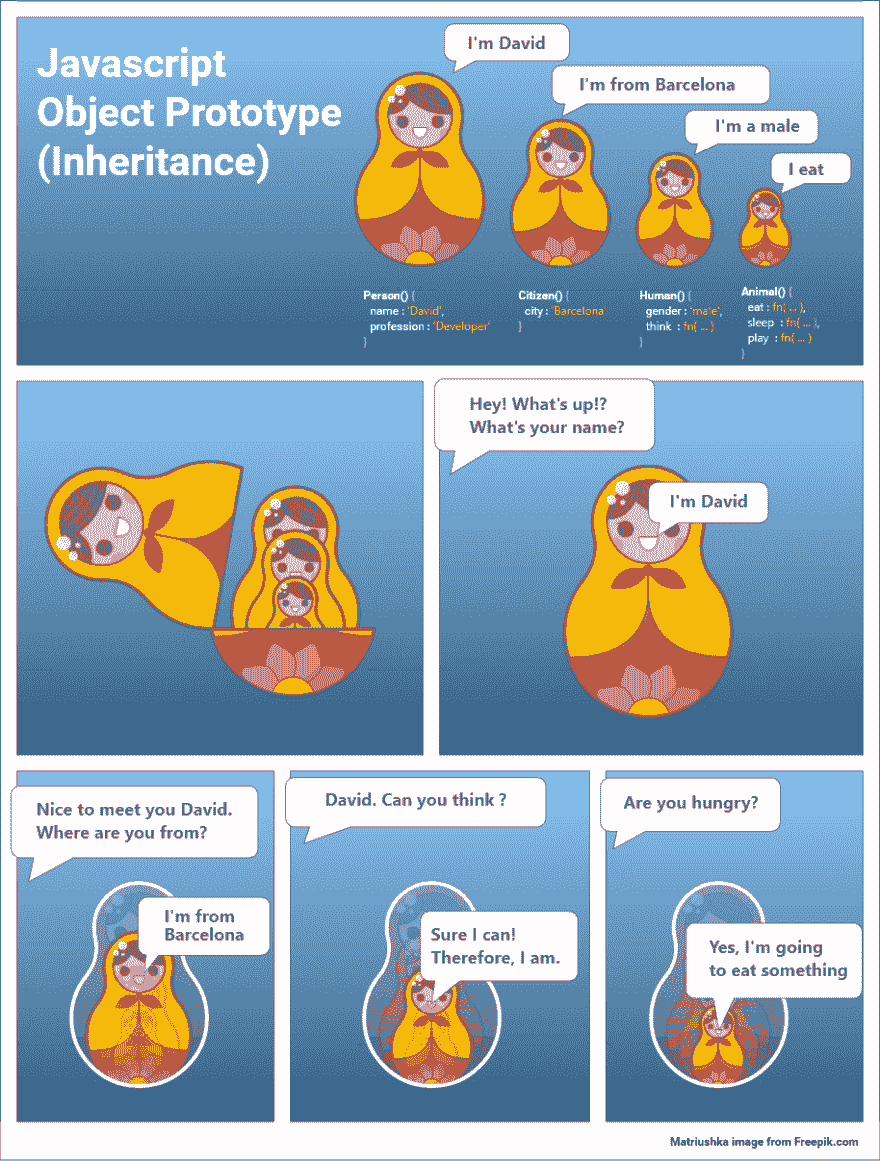 Javascript
Object Prototype
(Inheritance)
I'm David
I'm from Barcelona
I'm a male
I eat
Person() {
name : 'David',
profession : 'Developer'
}
Citizen() {
city : 'Barcelona'
}
Human() {
gender : 'male',
think : fn( ... )
}
Animal() {
eat : fn( ... ),
sleep : fn( ... ),
play : fn( ... )
}
Hey! What's up!?
What's your name?
I'm David
Nice to meet you David.
Where are you from?
I'm from
Barcelona
David. Can you think ?
Sure I can!
Therefore, I am.
Are you hungry?
Yes, I'm going
to eat something
Matriushka image from Freepik.com